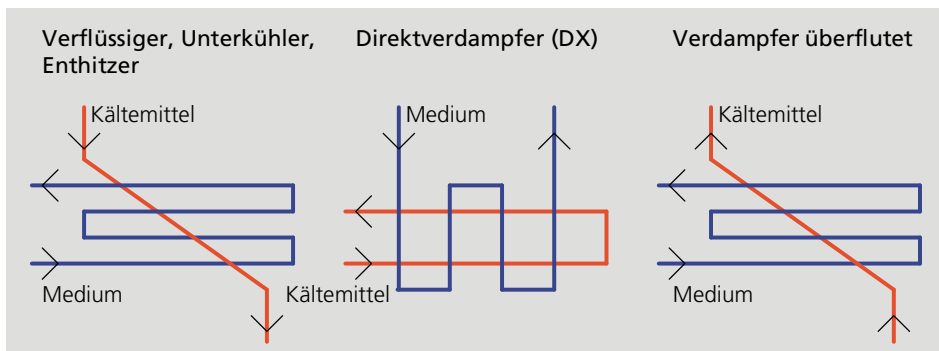 Verflüssiger, Unterkühler,
Enthitzer
Kältemittel
Medium
Kältemittel
Direktverdampfer (DX)
Medium
Verdampfer überflutet
Kältemittel
Medium